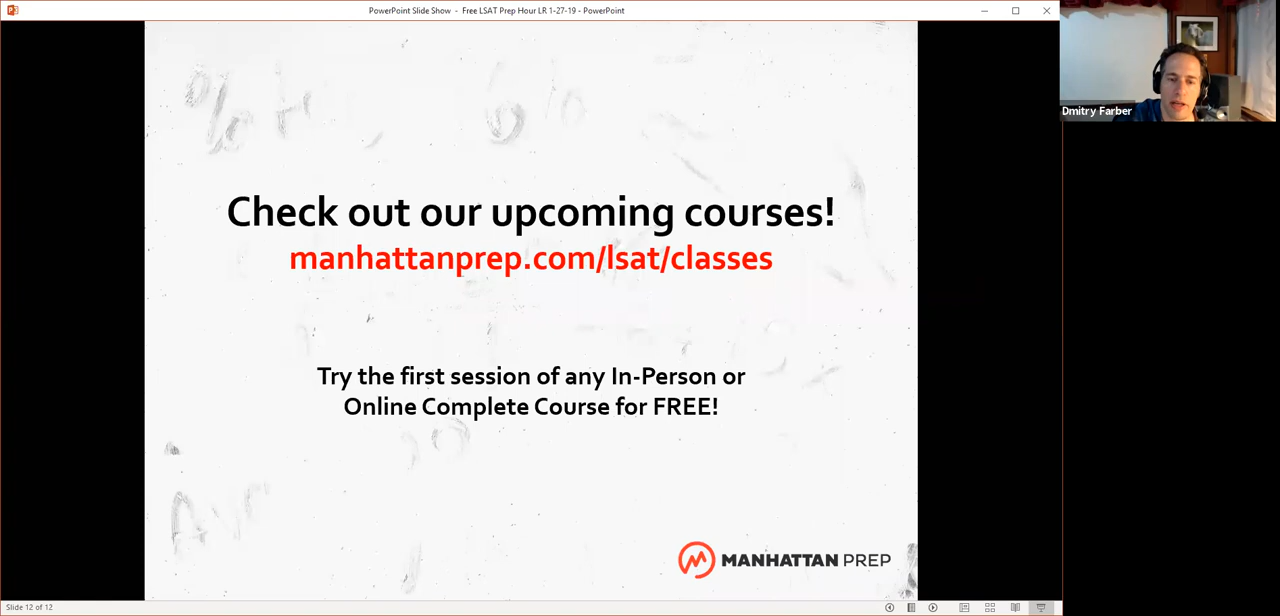 PowerPoint Slide Show - Free LSAT Prep Hour LR 1-27-19 - PowerPoint
Dmitry Farber
Check out our upcoming courses!
manhattanprep.com/lsat/classes
Try the first session of any In-Person or
Online Complete Course for FREE!
MANHATTAN PREP
Slide 12 of 12